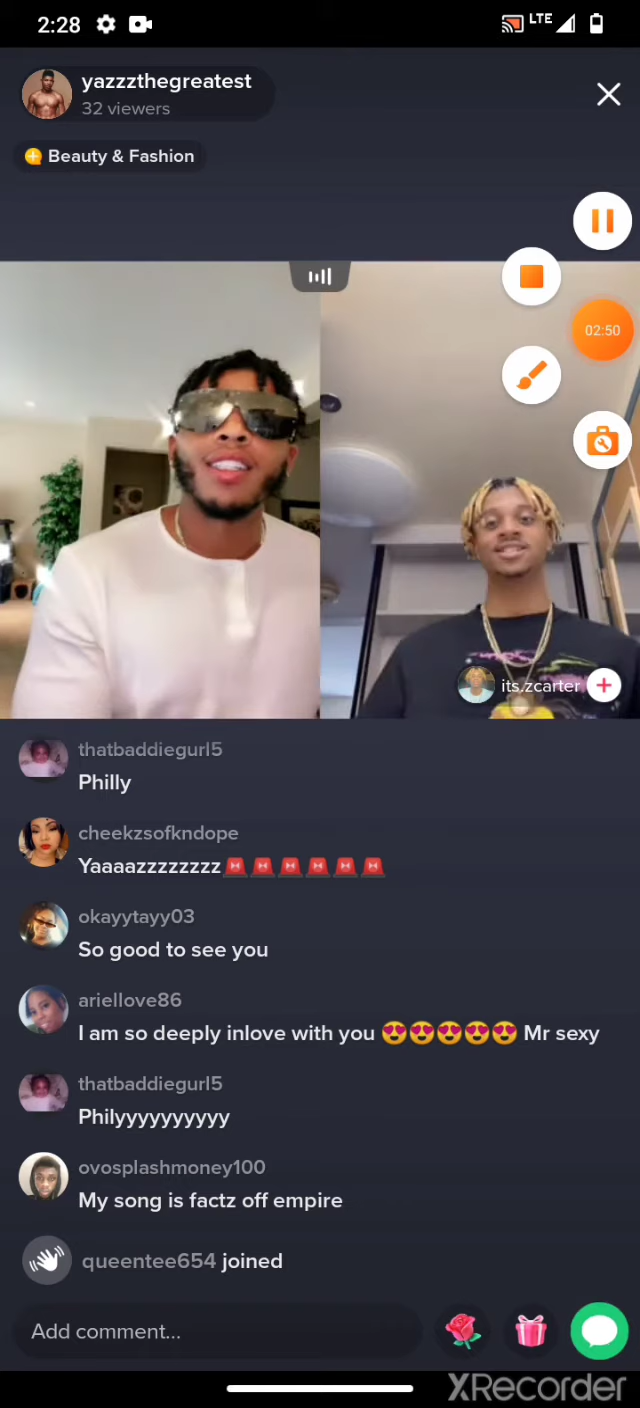 2:28
LTE
yazzzthegreatest
32 viewers
Beauty & Fashion
02:50
its.zcarter
thatbaddiegurl5
Philly
cheekzsofkndope
Yaaaazzzzzzzz🚨🚨🚨🚨🚨🚨
okayytayy03
So good to see you
ariellove86
I am so deeply inlove with you 😍😍😍😍😍 Mr sexy
thatbaddiegurl5
Philyyyyyyyyyy
ovosplashmoney100
My song is factz off empire
queentee654 joined
Add comment...
XRecorder